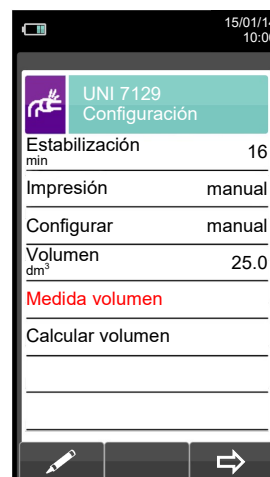 15/01/14
10:00
UNI 7129
Configuración
Estabilización
min
16
Impresión manual
Configurar manual
Volumen
dm³
25.0
Medida volumen
Calcular volumen